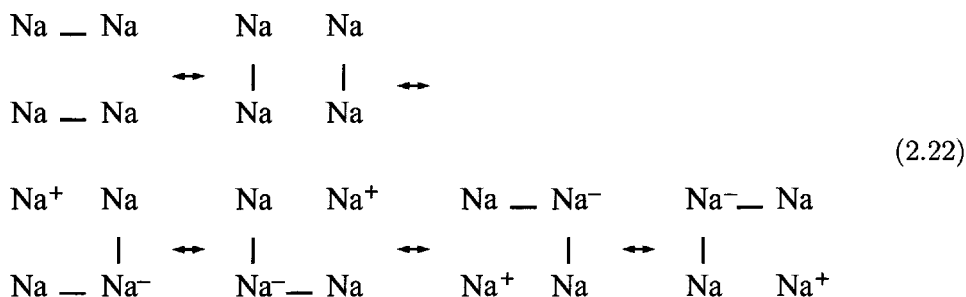 Na — Na Na Na
↔ | | ↔
Na — Na Na Na
(2.22)
Na⁺ Na Na Na⁺ Na — Na⁻ Na⁻ — Na
| ↔ | ↔ | ↔ |
Na — Na⁻ Na⁻ — Na Na⁺ Na Na Na⁺